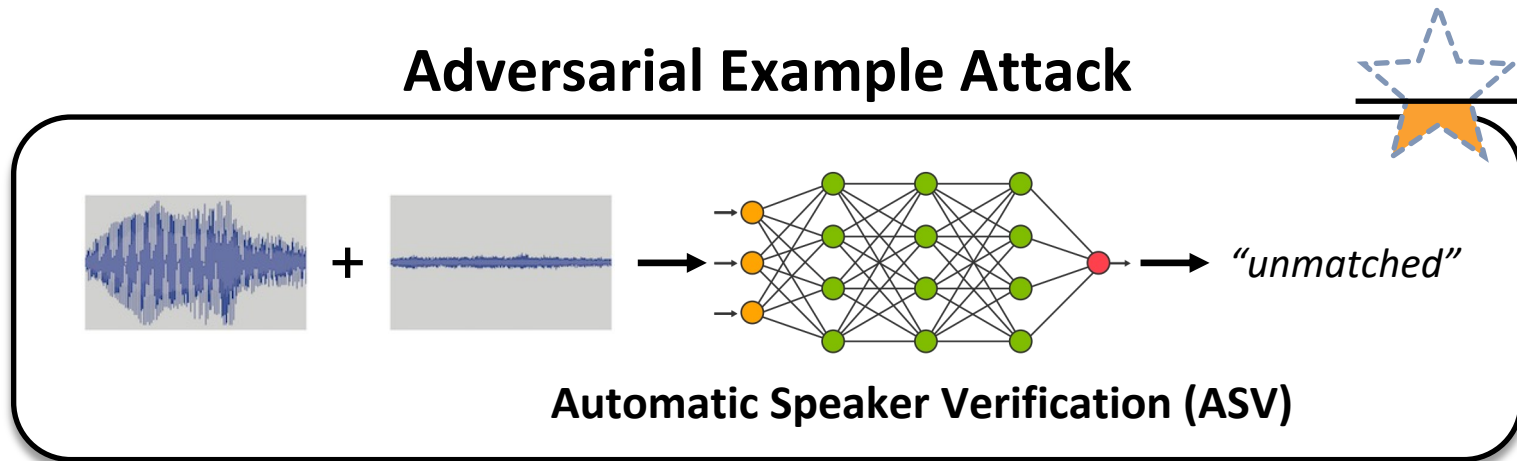 Adversarial Example Attack
+
“unmatched”
Automatic Speaker Verification (ASV)